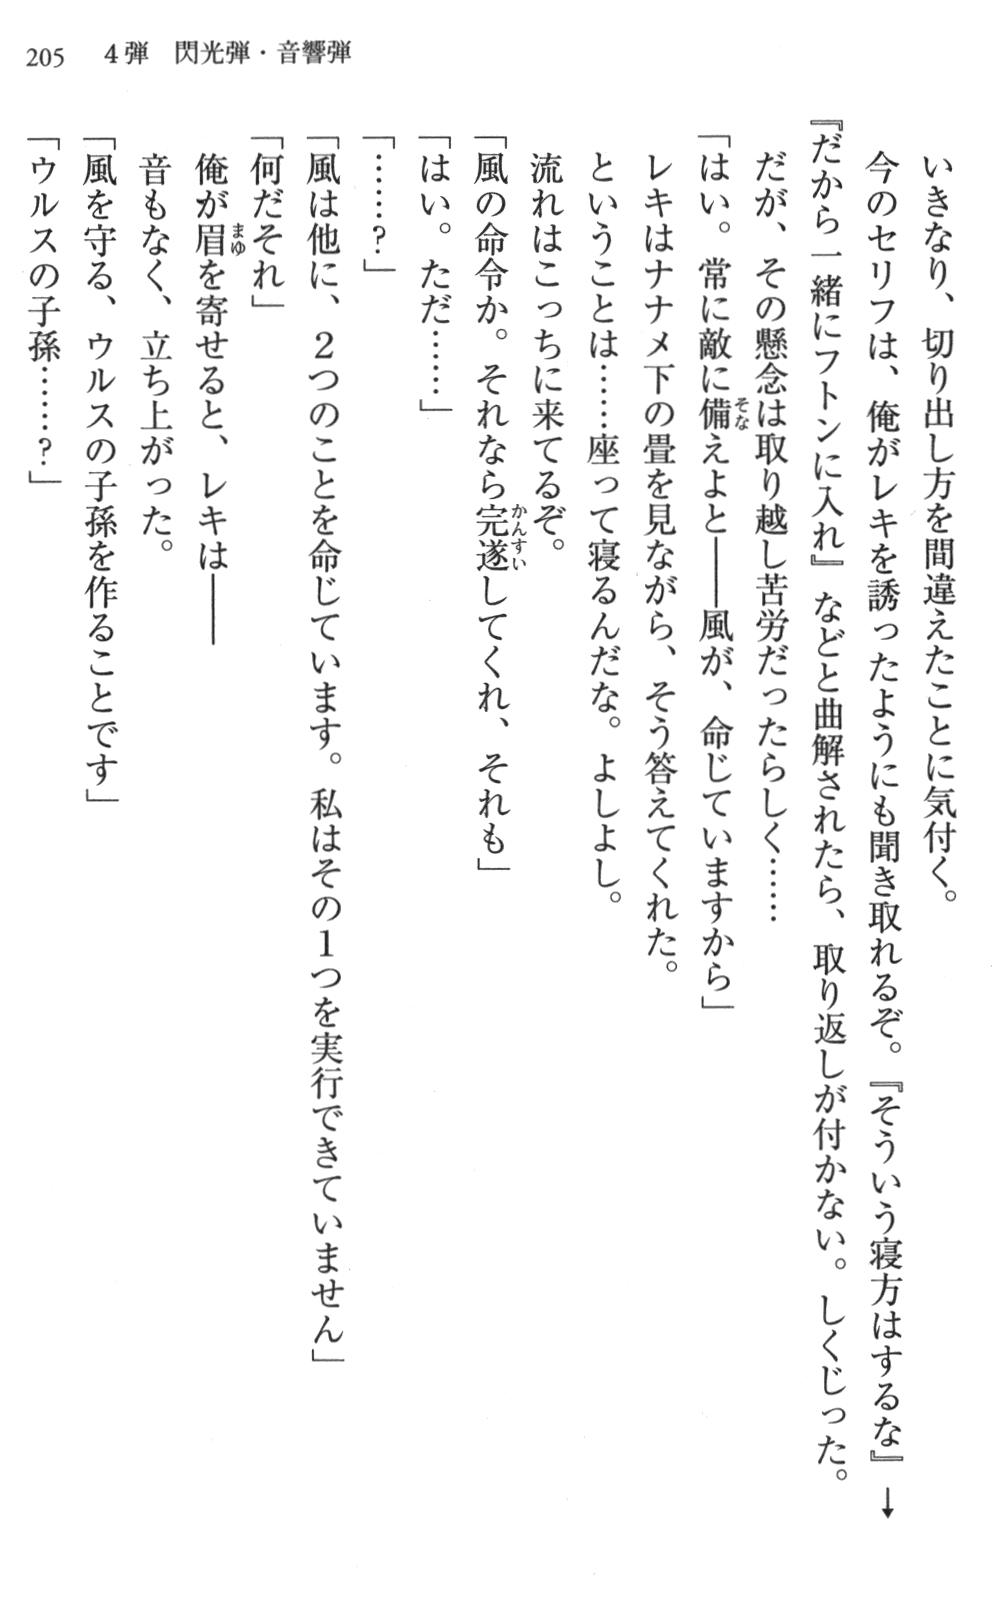 205　4弾　閃光弾・音響弾
いきなり、切り出し方を間違えたことに気付く。
今のセリフは、俺がレキを誘ったようにも聞き取れるぞ。『そういう寝方はするな』→
『だから一緒にフトンに入れ』などと曲解されたら、取り返しが付かない。しくじった。
だが、その懸念は取り越し苦労だったらしく……
「はい。常に敵に備えよと――風が、命じていますから」
レキはナナメ下の畳を見ながら、そう答えてくれた。
ということは……座って寝るんだな。よしよし。
流れはこっちに来てるぞ。
「風の命令か。それなら完遂してくれ、それも」
「はい。ただ……」
「……?」
「風は他に、2つのことを命じています。私はその1つを実行できていません」
「何だそれ」
俺が眉を寄せると、レキは――
音もなく、立ち上がった。
「風を守る、ウルスの子孫を作ることです」
「ウルスの子孫……?」